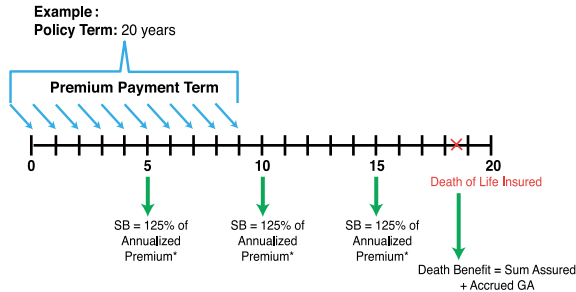 Example :
Policy Term: 20 years
Premium Payment Term
0 5 10 15 20
Death of Life Insured
SB = 125% of
Annualized
Premium*
SB = 125% of
Annualized
Premium*
SB = 125% of
Annualized
Premium*
Death Benefit = Sum Assured
+ Accrued GA